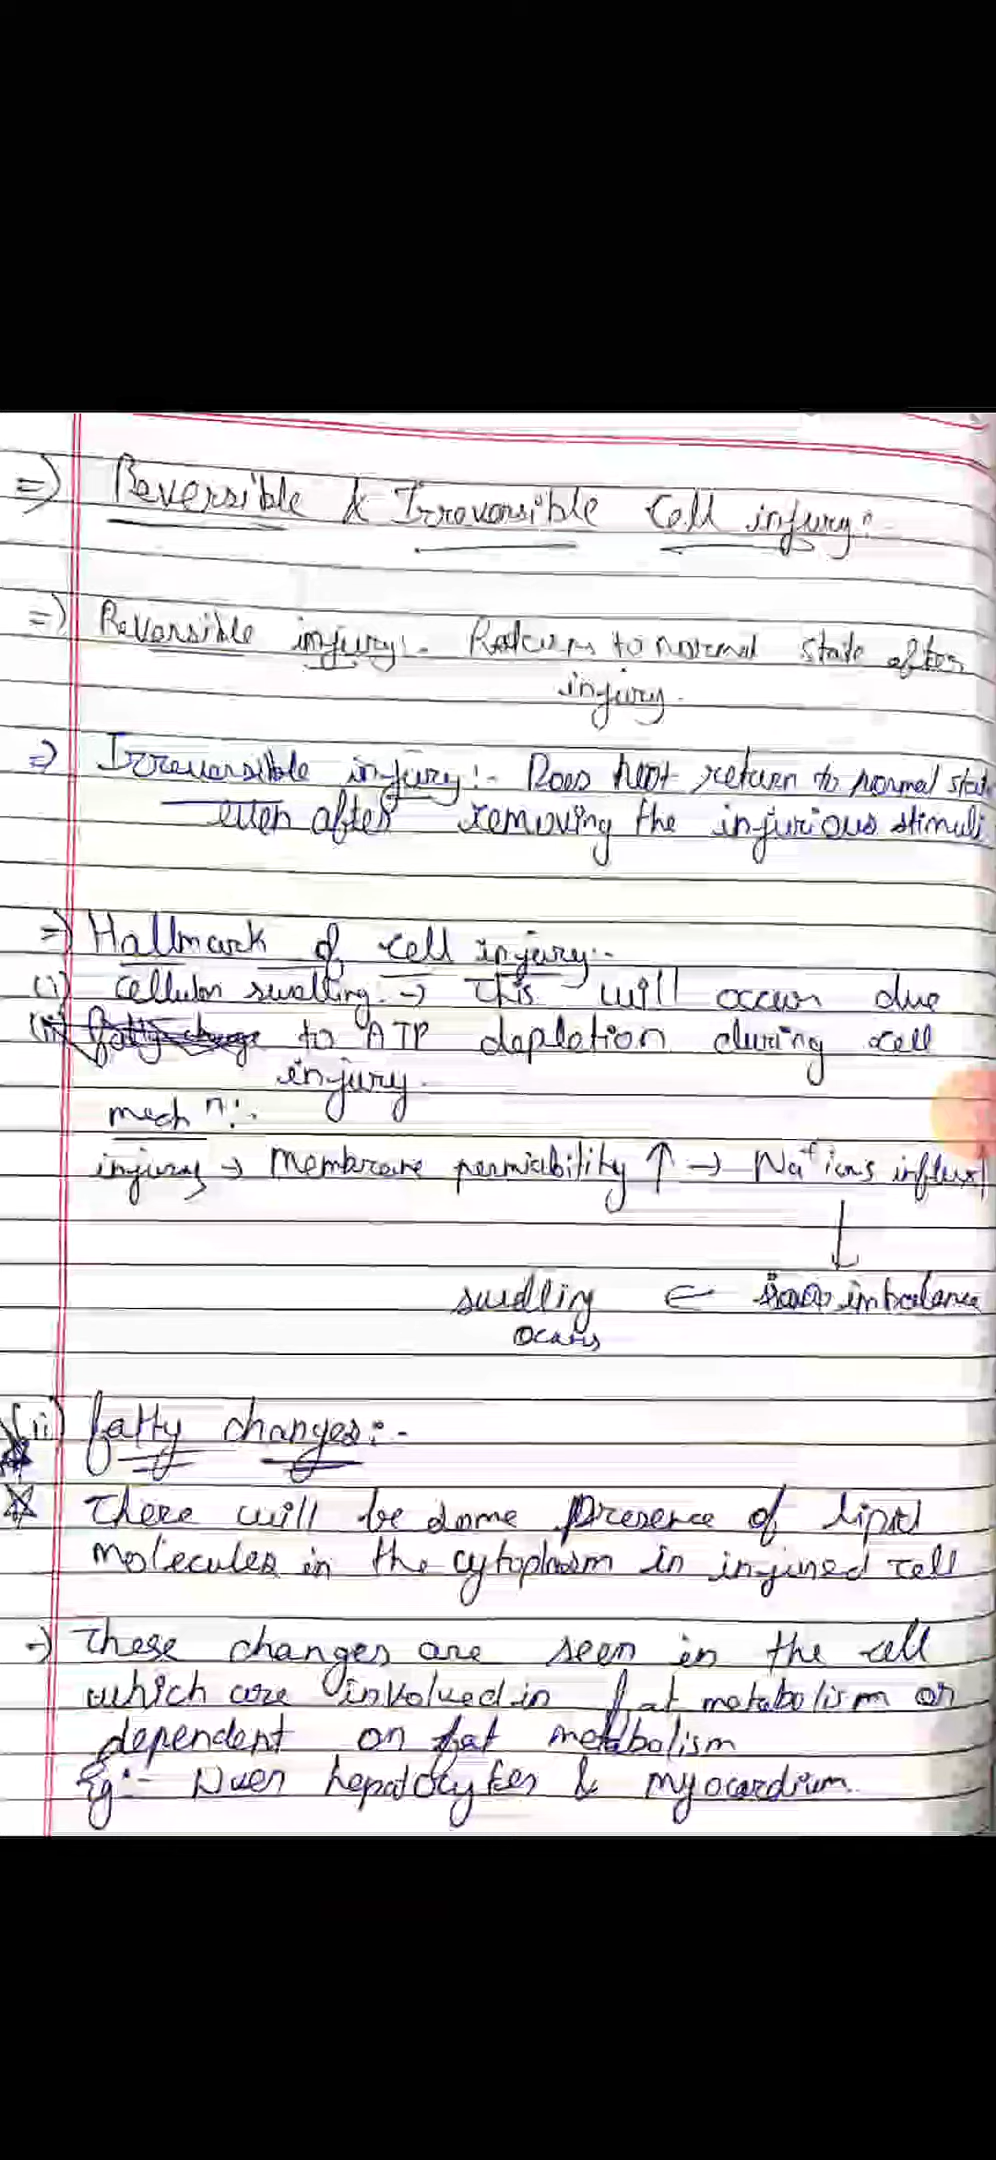 => Reversible & Irreversible Cell injury:
=> Reversible injury:- Returns to normal state after
injury.
=> Irreversible injury:- Does not return to normal state
even after removing the injurious stimuli
=> Hallmark of cell injury:-
(i) Cellular swelling:→ This will occur due
(ii) to ATP depletion during cell
injury.
mechⁿ:-
injury → Membrane permiability ↑ → Na⁺ ions influx
↓
swelling ← imbalance
occurs
(ii) fatty changes:-
☆ There will be some presence of lipid
molecules in the cytoplasm in injured cell
→ These changes are seen in the cell
which are involved in fat metabolism or
dependent on fat metabolism
Eg:- liver hepatocytes & myocardium.